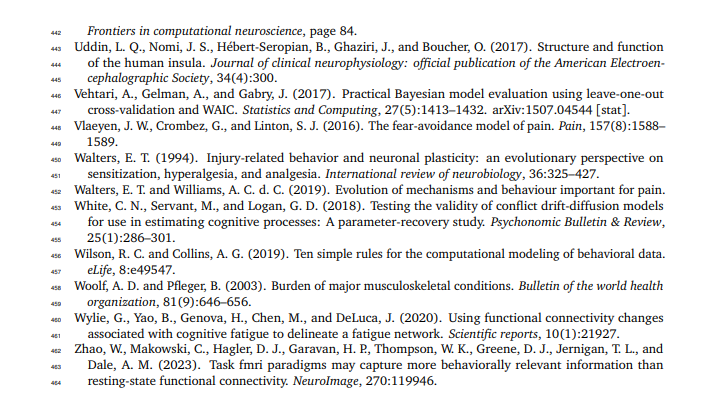 442 Frontiers in computational neuroscience, page 84.
443 Uddin, L. Q., Nomi, J. S., Hébert-Seropian, B., Ghaziri, J., and Boucher, O. (2017). Structure and function
444 of the human insula. Journal of clinical neurophysiology: official publication of the American Electroen-
445 cephalographic Society, 34(4):300.
446 Vehtari, A., Gelman, A., and Gabry, J. (2017). Practical Bayesian model evaluation using leave-one-out
447 cross-validation and WAIC. Statistics and Computing, 27(5):1413–1432. arXiv:1507.04544 [stat].
448 Vlaeyen, J. W., Crombez, G., and Linton, S. J. (2016). The fear-avoidance model of pain. Pain, 157(8):1588–
449 1589.
450 Walters, E. T. (1994). Injury-related behavior and neuronal plasticity: an evolutionary perspective on
451 sensitization, hyperalgesia, and analgesia. International review of neurobiology, 36:325–427.
452 Walters, E. T. and Williams, A. C. d. C. (2019). Evolution of mechanisms and behaviour important for pain.
453 White, C. N., Servant, M., and Logan, G. D. (2018). Testing the validity of conflict drift-diffusion models
454 for use in estimating cognitive processes: A parameter-recovery study. Psychonomic Bulletin & Review,
455 25(1):286–301.
456 Wilson, R. C. and Collins, A. G. (2019). Ten simple rules for the computational modeling of behavioral data.
457 eLife, 8:e49547.
458 Woolf, A. D. and Pfleger, B. (2003). Burden of major musculoskeletal conditions. Bulletin of the world health
459 organization, 81(9):646–656.
460 Wylie, G., Yao, B., Genova, H., Chen, M., and DeLuca, J. (2020). Using functional connectivity changes
461 associated with cognitive fatigue to delineate a fatigue network. Scientific reports, 10(1):21927.
462 Zhao, W., Makowski, C., Hagler, D. J., Garavan, H. P., Thompson, W. K., Greene, D. J., Jernigan, T. L., and
463 Dale, A. M. (2023). Task fmri paradigms may capture more behaviorally relevant information than
464 resting-state functional connectivity. NeuroImage, 270:119946.